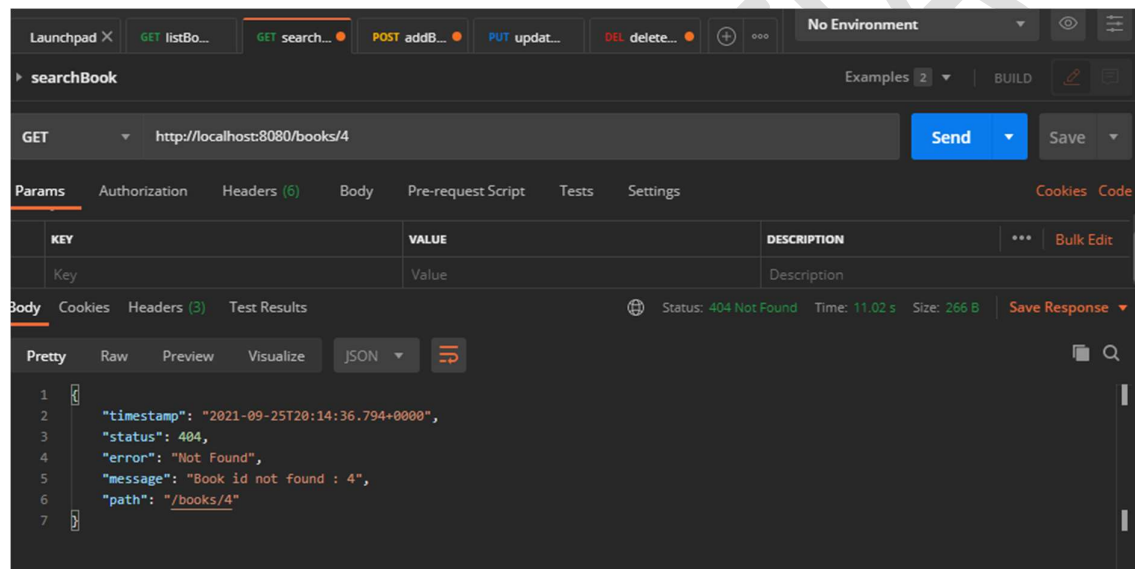 Launchpad × GET listBo... GET search... POST addB... PUT updat... DEL delete... No Environment
searchBook Examples 2 BUILD
GET http://localhost:8080/books/4 Send Save
Params Authorization Headers (6) Body Pre-request Script Tests Settings Cookies Code
KEY VALUE DESCRIPTION ••• Bulk Edit
Key Value Description
Body Cookies Headers (3) Test Results Status: 404 Not Found Time: 11.02 s Size: 266 B Save Response
Pretty Raw Preview Visualize JSON
1 {
2 "timestamp": "2021-09-25T20:14:36.794+0000",
3 "status": 404,
4 "error": "Not Found",
5 "message": "Book id not found : 4",
6 "path": "/books/4"
7 }